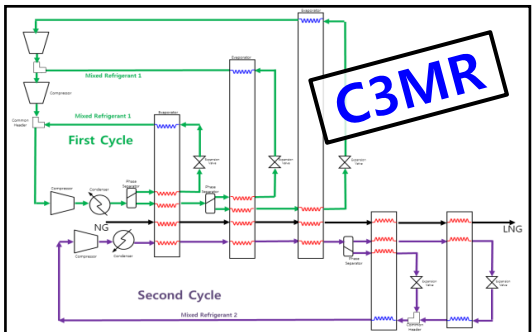 Evaporator
Evaporator
C3MR
Mixed Refrigerant 1
Compressor
Mixed Refrigerant 1
Evaporator
Common
Header
First Cycle
Expansion
Valve
Expansion
Valve
Expansion
Valve
Compressor
Condenser
Phase
Separator
Phase
Separator
NG
LNG
Compressor
Condenser
Phase
Separator
Expansion
Valve
Expansion
Valve
Second Cycle
Common
Header
Mixed Refrigerant 2